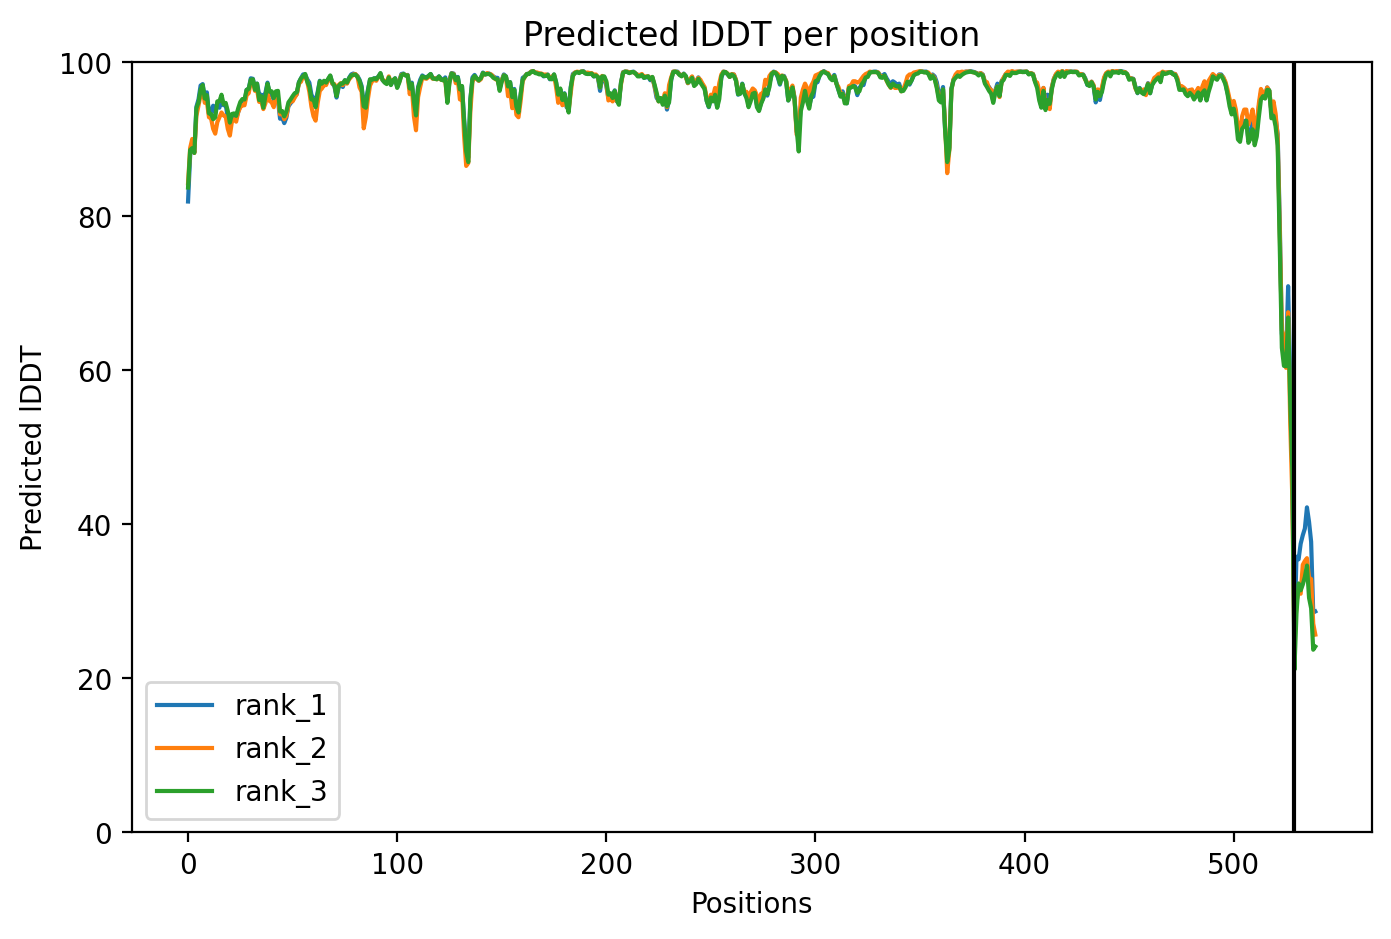 Predicted lDDT per position
100
80
60
40
20
0
Predicted lDDT
rank_1
rank_2
rank_3
0 100 200 300 400 500
Positions